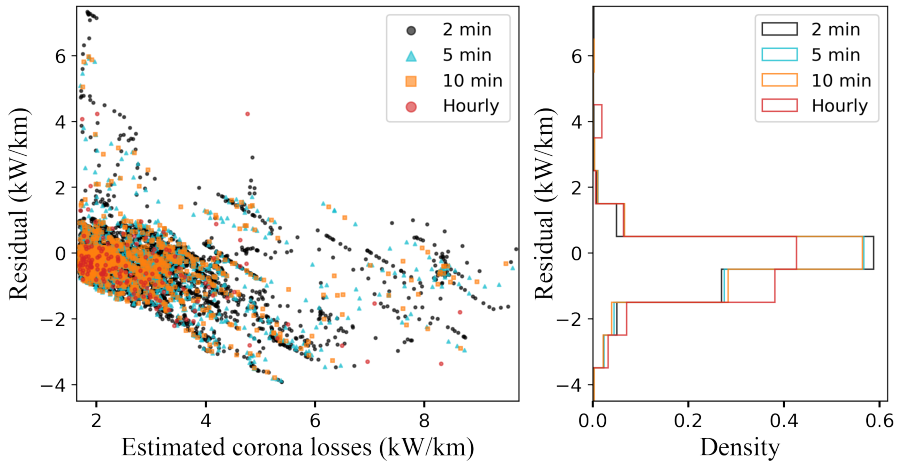 Residual (kW/km)
6
4
2
0
−2
−4
2
4
6
8
Estimated corona losses (kW/km)
2 min
5 min
10 min
Hourly
Residual (kW/km)
6
4
2
0
−2
−4
0.0
0.2
0.4
0.6
Density
2 min
5 min
10 min
Hourly